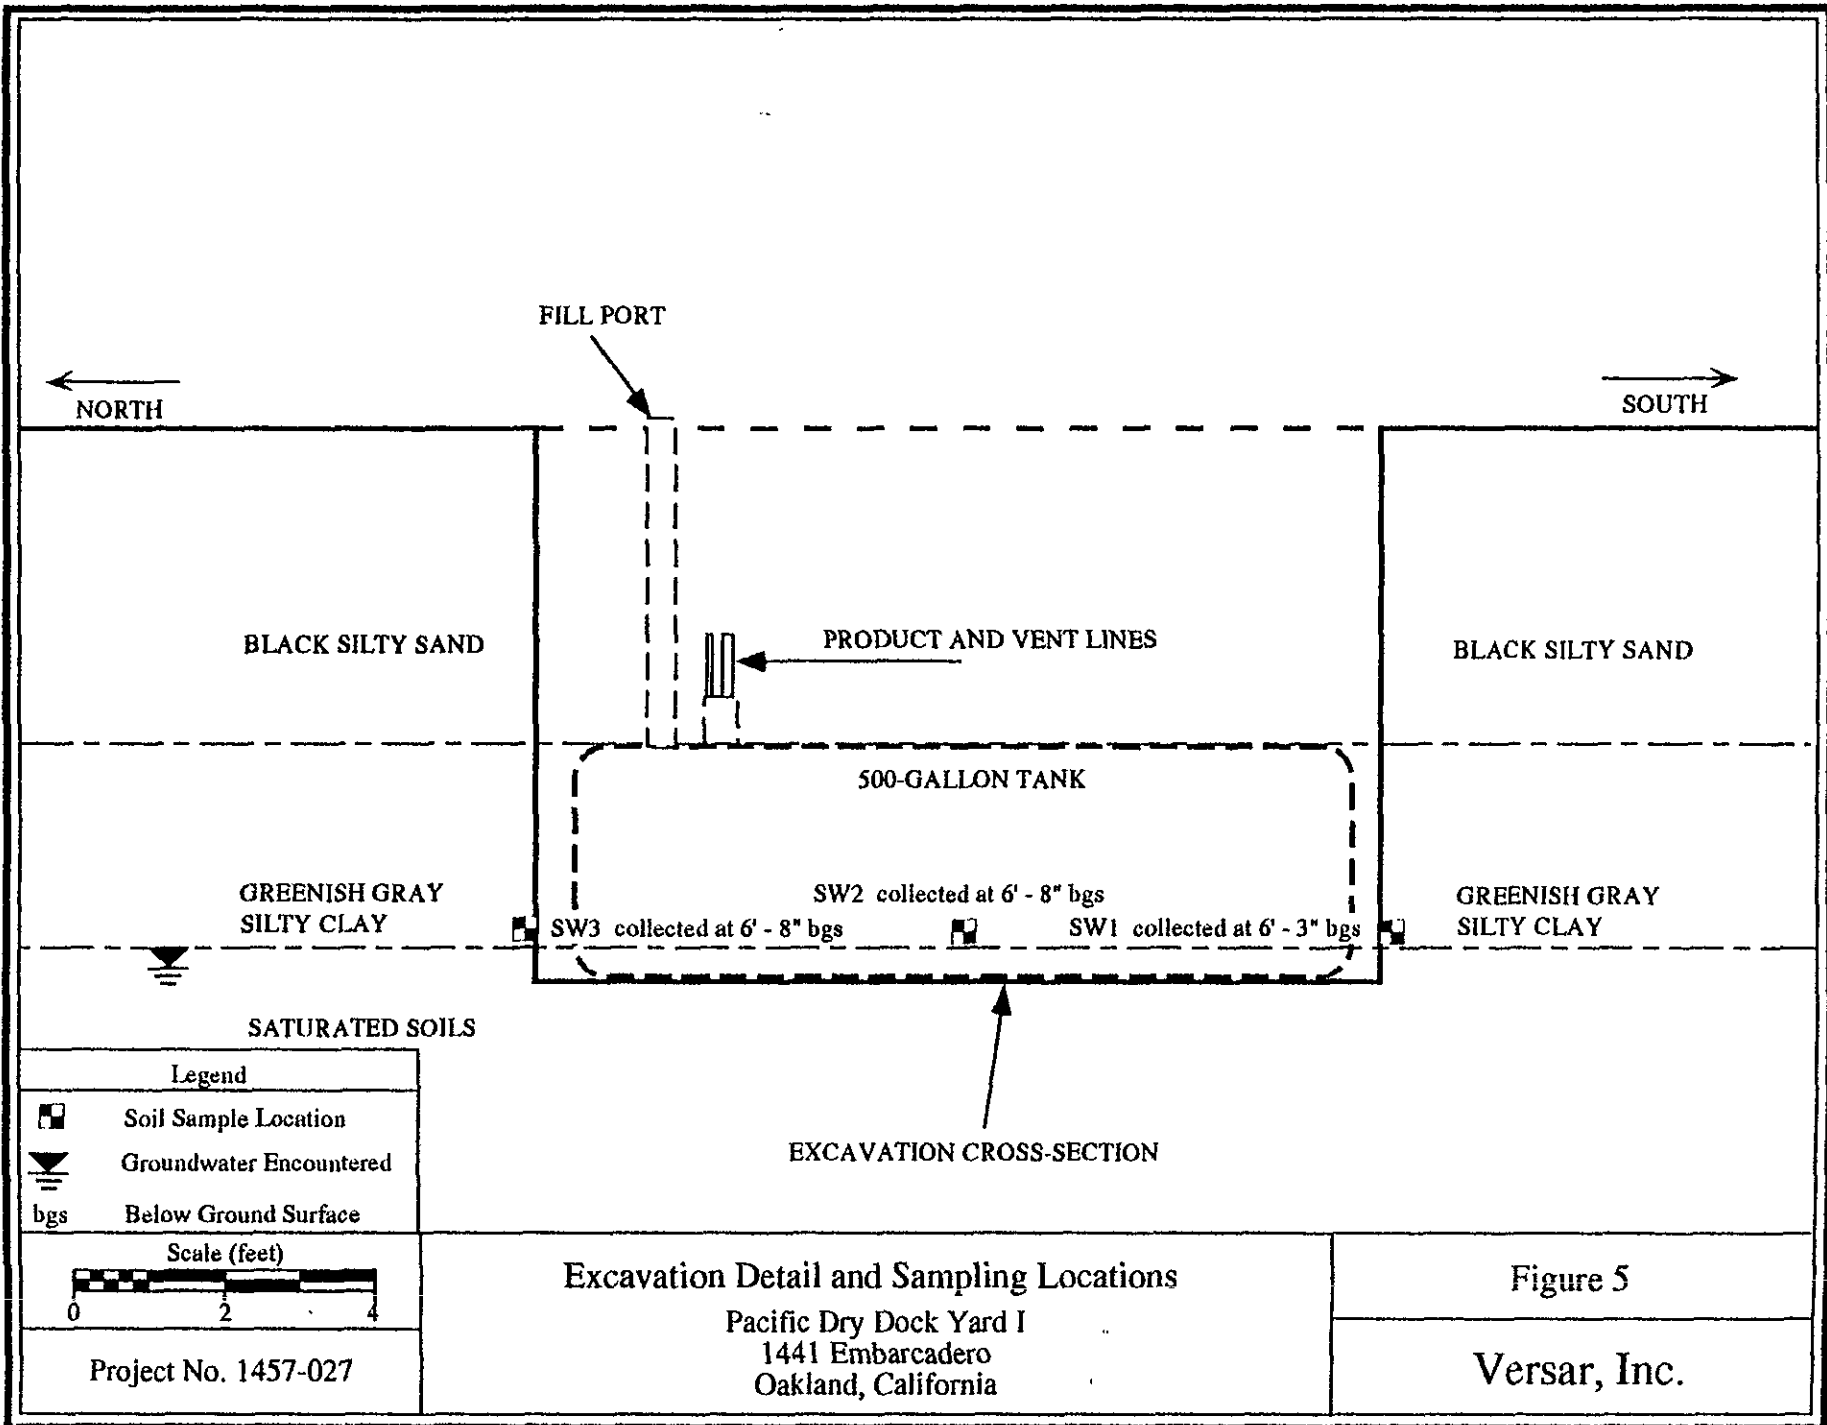 FILL PORT
NORTH
SOUTH
BLACK SILTY SAND
PRODUCT AND VENT LINES
BLACK SILTY SAND
500-GALLON TANK
GREENISH GRAY
SILTY CLAY
SW2 collected at 6' - 8" bgs
GREENISH GRAY
SILTY CLAY
SW3 collected at 6' - 8" bgs
SW1 collected at 6' - 3" bgs
SATURATED SOILS
EXCAVATION CROSS-SECTION
Legend
Soil Sample Location
Groundwater Encountered
bgs Below Ground Surface
Scale (feet)
0 2 4
Project No. 1457-027
Excavation Detail and Sampling Locations
Pacific Dry Dock Yard I
1441 Embarcadero
Oakland, California
Figure 5
Versar, Inc.